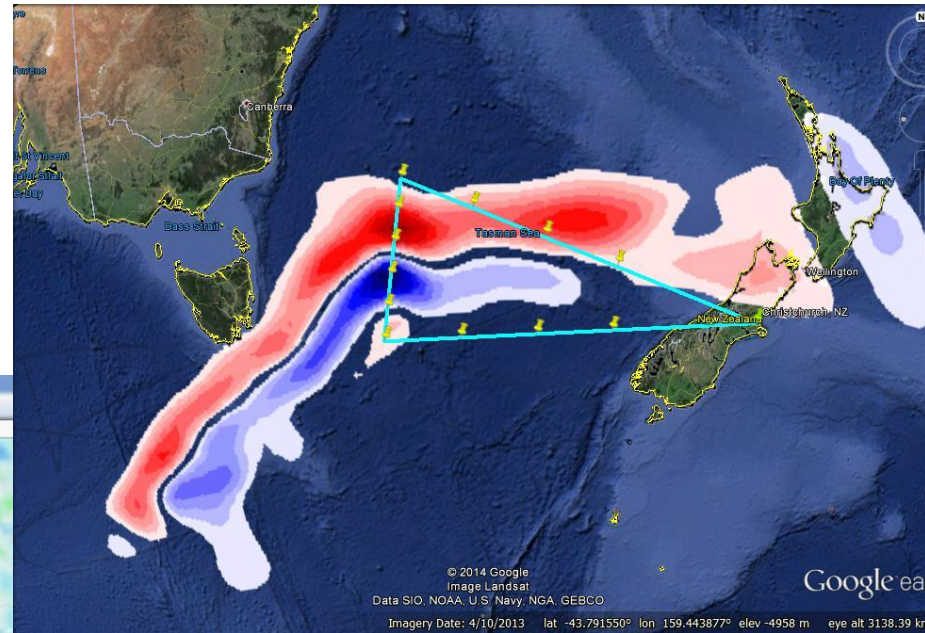 N
Canberra
Bass Strait
Tasman Sea
Bay Of Plenty
Wellington
New Zealand
Christchurch, NZ
© 2014 Google
Image Landsat
Data SIO, NOAA, U.S. Navy, NGA, GEBCO
Google ea
Imagery Date: 4/10/2013 lat -43.791550° lon 159.443877° elev -4958 m eye alt 3138.39 kr